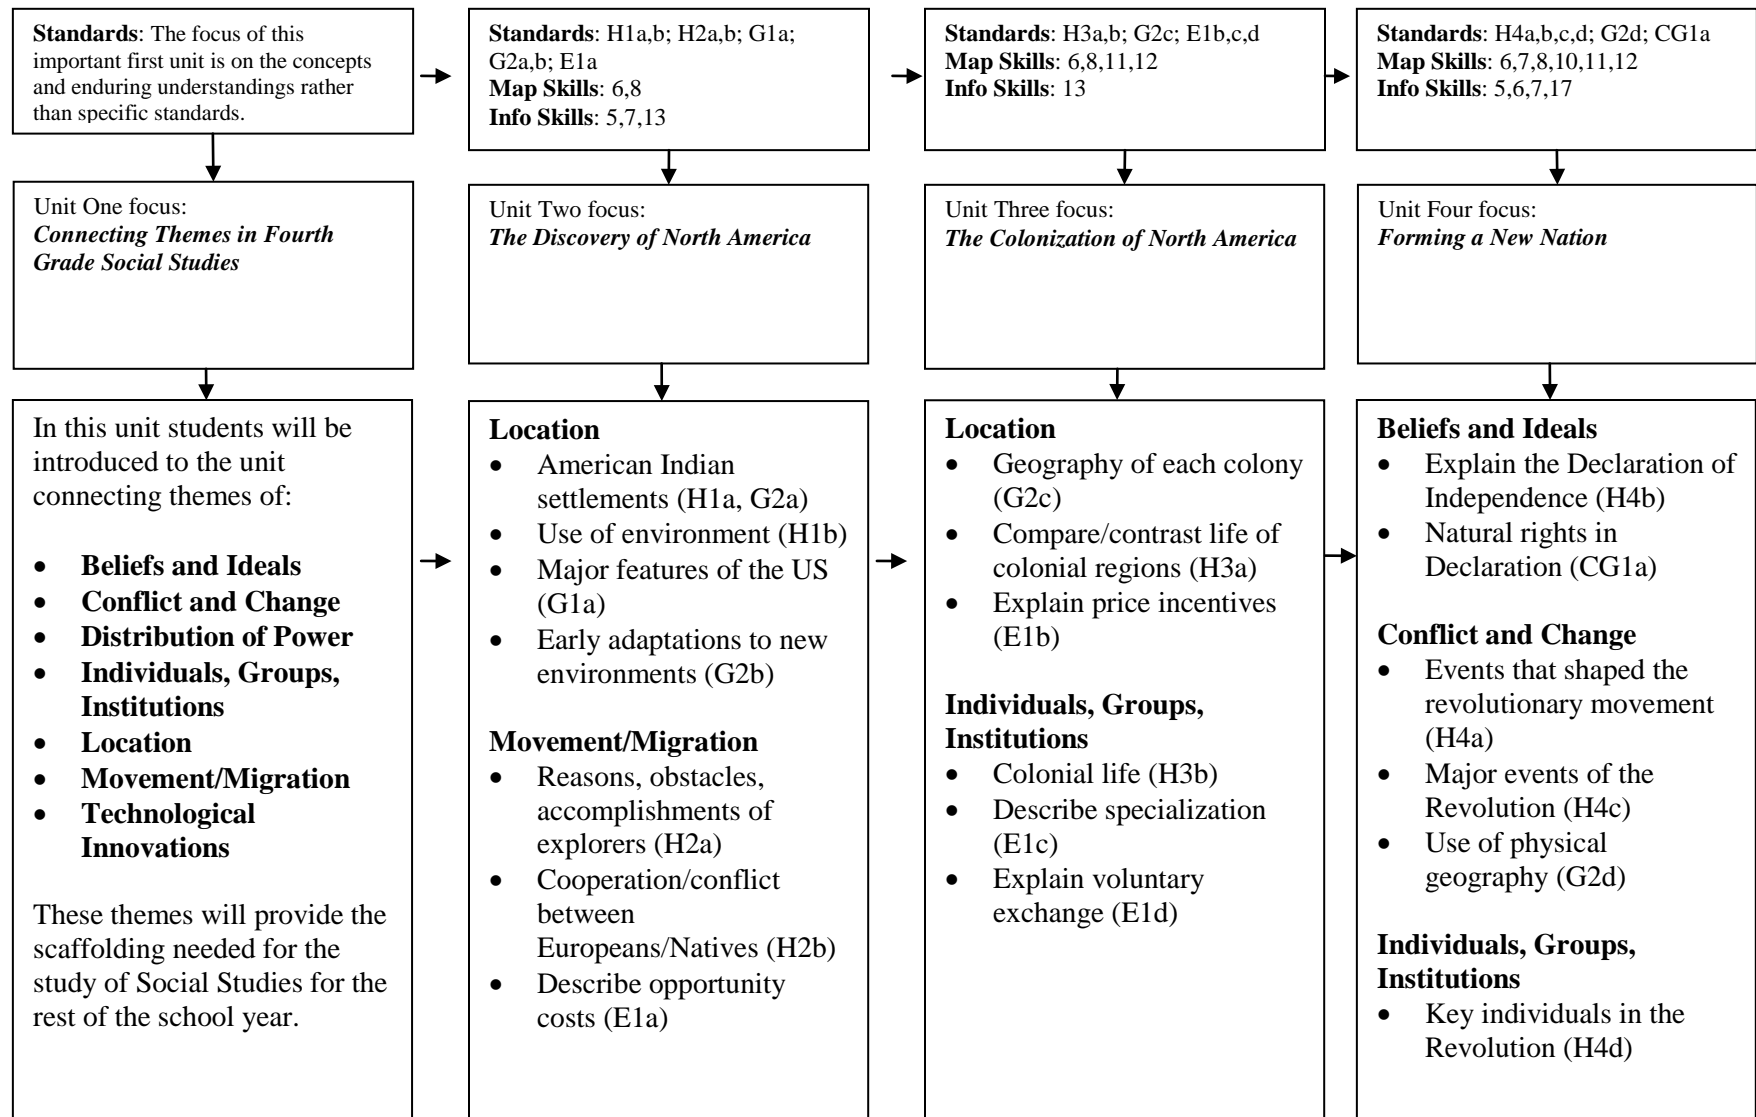 Standards: The focus of this
important first unit is on the concepts
and enduring understandings rather
than specific standards.
Standards: H1a,b; H2a,b; G1a;
G2a,b; E1a
Map Skills: 6,8
Info Skills: 5,7,13
Standards: H3a,b; G2c; E1b,c,d
Map Skills: 6,8,11,12
Info Skills: 13
Standards: H4a,b,c,d; G2d; CG1a
Map Skills: 6,7,8,10,11,12
Info Skills: 5,6,7,17
Unit One focus:
Connecting Themes in Fourth
Grade Social Studies
Unit Two focus:
The Discovery of North America
Unit Three focus:
The Colonization of North America
Unit Four focus:
Forming a New Nation
In this unit students will be
introduced to the unit
connecting themes of:
• Beliefs and Ideals
• Conflict and Change
• Distribution of Power
• Individuals, Groups,
Institutions
• Location
• Movement/Migration
• Technological
Innovations
These themes will provide the
scaffolding needed for the
study of Social Studies for the
rest of the school year.
Location
• American Indian
settlements (H1a, G2a)
• Use of environment (H1b)
• Major features of the US
(G1a)
• Early adaptations to new
environments (G2b)
Movement/Migration
• Reasons, obstacles,
accomplishments of
explorers (H2a)
• Cooperation/conflict
between
Europeans/Natives (H2b)
• Describe opportunity
costs (E1a)
Location
• Geography of each colony
(G2c)
• Compare/contrast life of
colonial regions (H3a)
• Explain price incentives
(E1b)
Individuals, Groups,
Institutions
• Colonial life (H3b)
• Describe specialization
(E1c)
• Explain voluntary
exchange (E1d)
Beliefs and Ideals
• Explain the Declaration of
Independence (H4b)
• Natural rights in
Declaration (CG1a)
Conflict and Change
• Events that shaped the
revolutionary movement
(H4a)
• Major events of the
Revolution (H4c)
• Use of physical
geography (G2d)
Individuals, Groups,
Institutions
• Key individuals in the
Revolution (H4d)